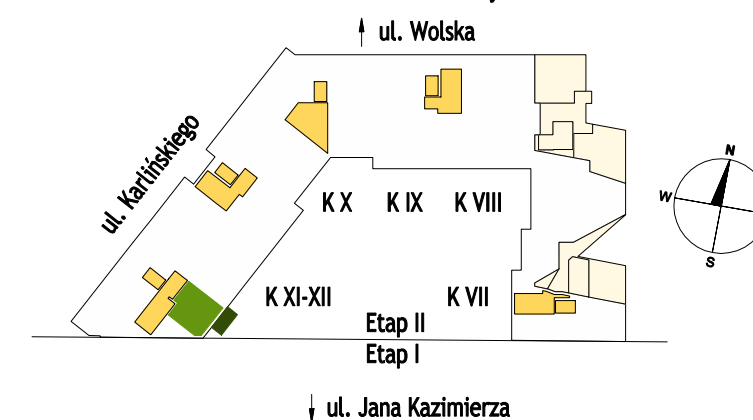 ul. Wolska
ul. Karlińskiego
N
W
S
K X K IX K VIII
K XI-XII K VII
Etap II
Etap I
ul. Jana Kazimierza